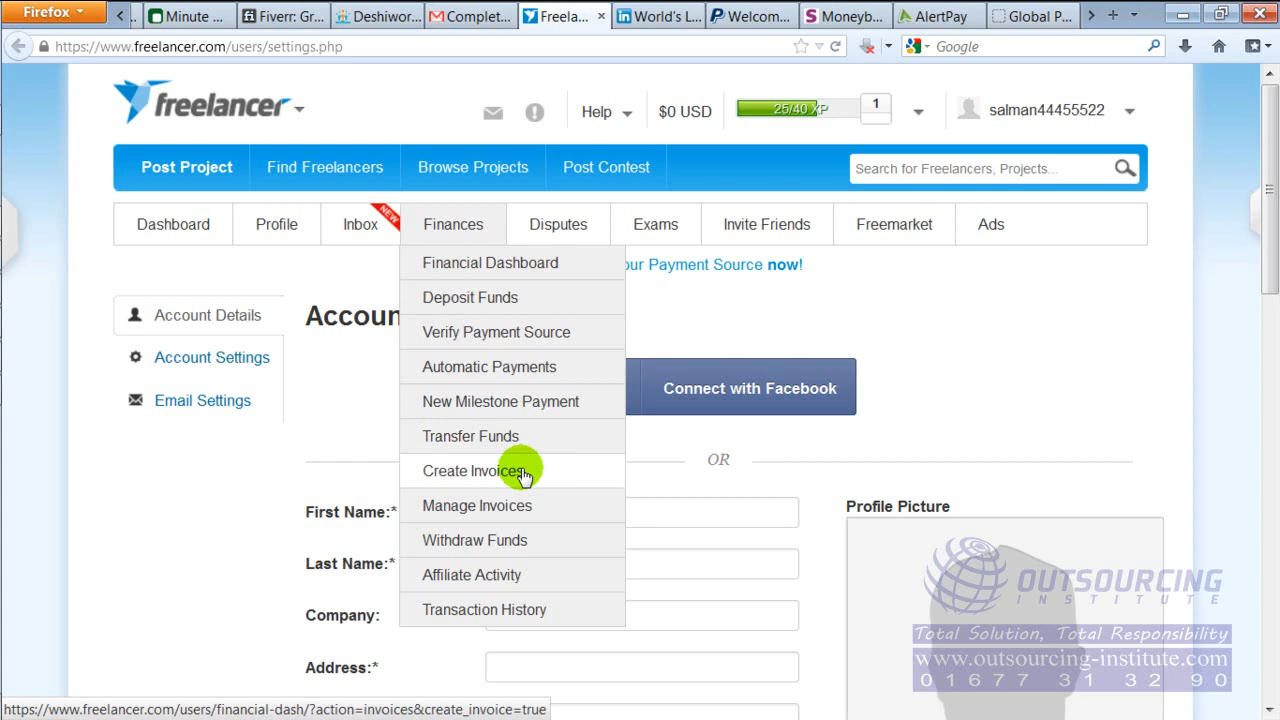 Firefox
Minute ...
Fiverr: Gr...
Deshiwor...
Complet...
Freela...
World's L...
Welcom...
Moneyb...
AlertPay
Global P...
https://www.freelancer.com/users/settings.php
Google
freelancer
Help
$0 USD
25/40 XP
1
salman44455522
Post Project
Find Freelancers
Browse Projects
Post Contest
Search for Freelancers, Projects...
Dashboard
Profile
Inbox
NEW
Finances
Disputes
Exams
Invite Friends
Freemarket
Ads
Financial Dashboard
our Payment Source now!
Deposit Funds
Account Details
Accoun
Verify Payment Source
Account Settings
Automatic Payments
Connect with Facebook
Email Settings
New Milestone Payment
Transfer Funds
OR
Create Invoices
First Name:*
Manage Invoices
Profile Picture
Withdraw Funds
Last Name:*
Affiliate Activity
Company:
Transaction History
Address:*
OUTSOURCING
INSTITUTE
Total Solution, Total Responsibility
www.outsourcing-institute.com
01677 31 32 90
https://www.freelancer.com/users/financial-dash/?action=invoices&create_invoice=true